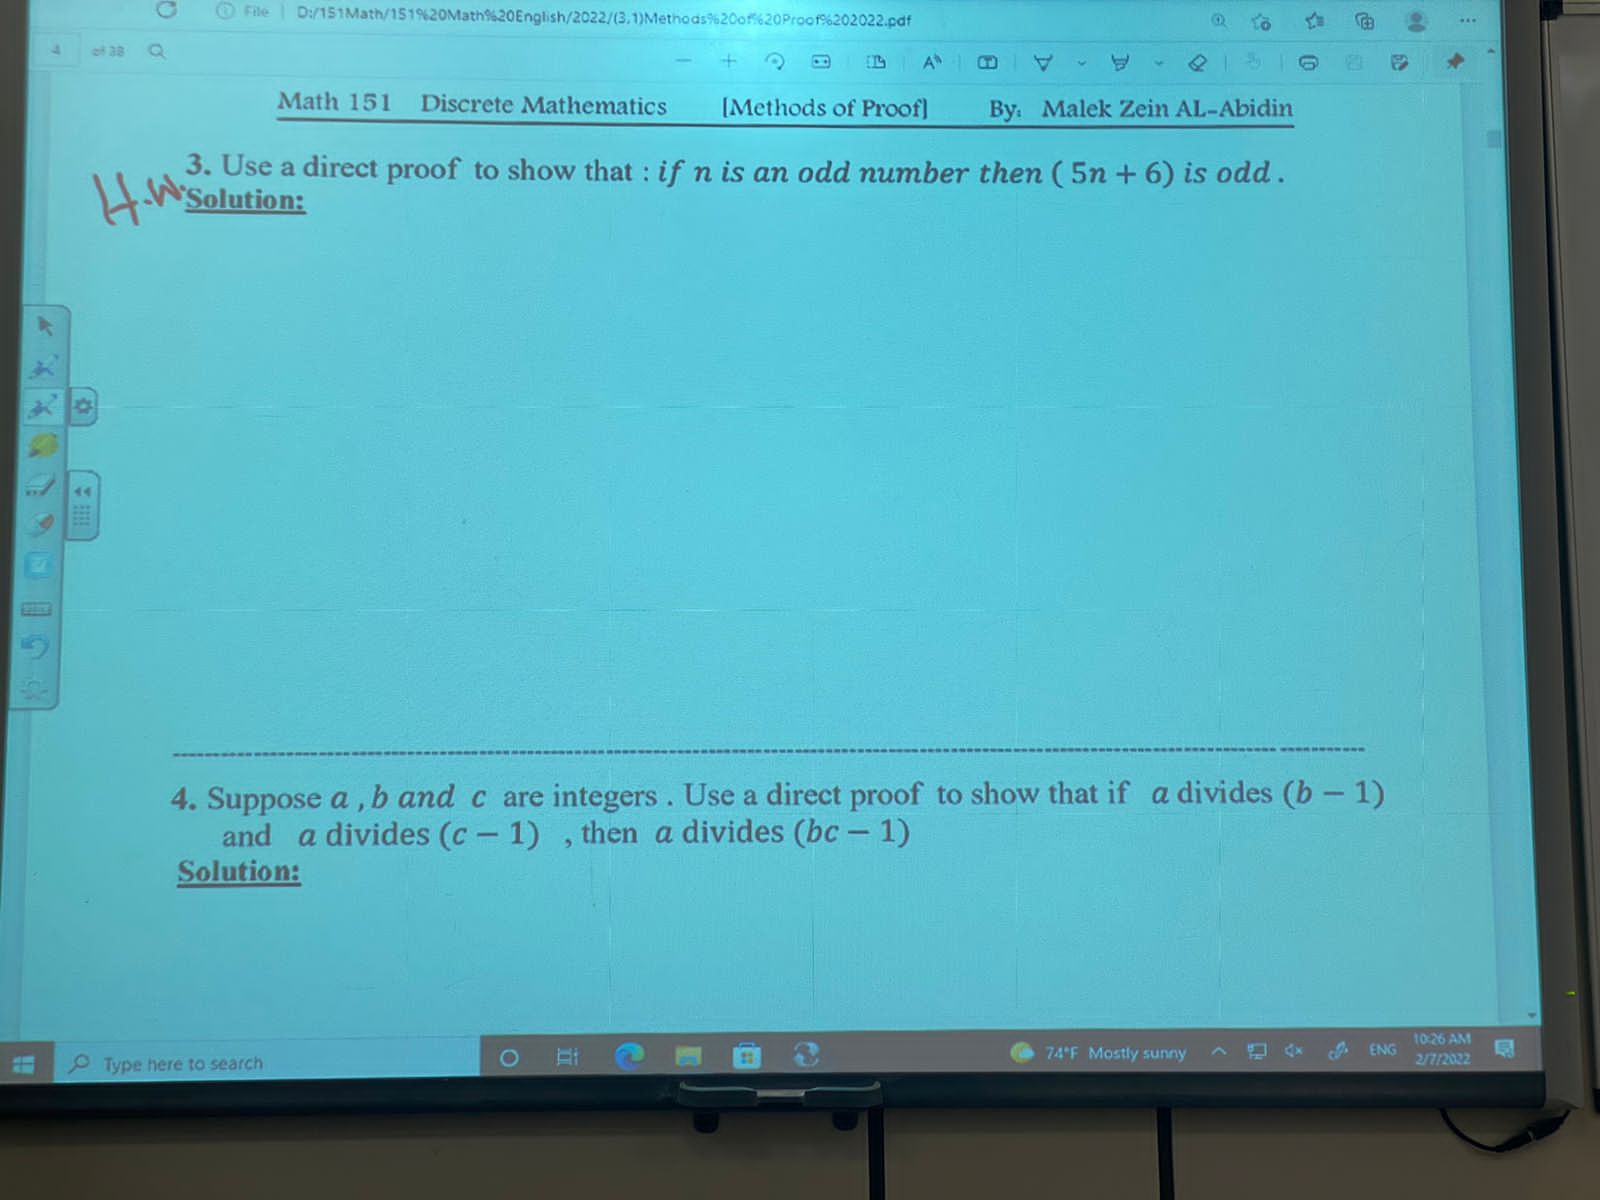 File D:/151Math/151%20Math%20English/2022/(3,1)Methods%20of%20Proof%202022.pdf
4 of 38
Math 151 Discrete Mathematics [Methods of Proof] By: Malek Zein AL-Abidin
H.W.
3. Use a direct proof to show that : if n is an odd number then ( 5n + 6) is odd .
Solution:
4. Suppose a , b and c are integers . Use a direct proof to show that if a divides (b − 1)
and a divides (c − 1) , then a divides (bc − 1)
Solution:
Type here to search
74°F Mostly sunny
ENG
10:26 AM
2/7/2022